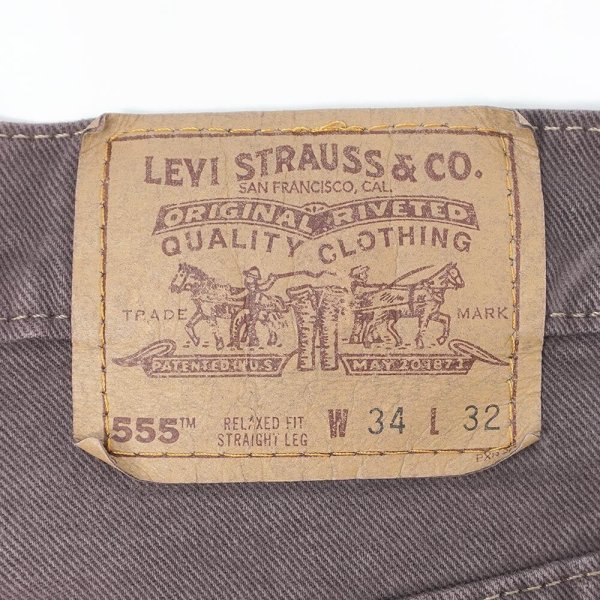 LEVI STRAUSS & CO.
SAN FRANCISCO, CAL.
ORIGINAL RIVETED
QUALITY CLOTHING
TRADE MARK
PATENTED IN U.S. MAY 20 1873
555™ RELAXED FIT STRAIGHT LEG W 34 L 32